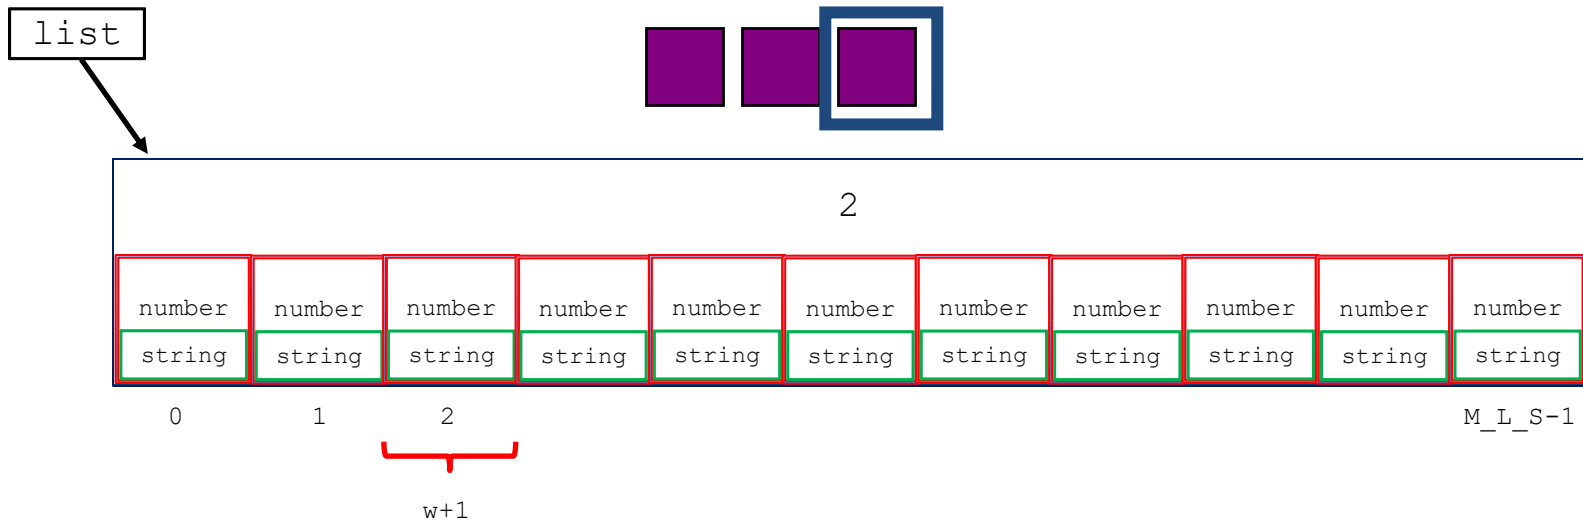 list
2
number number number number number number number number number number number
string string string string string string string string string string string
0 1 2 M_L_S-1
w+1